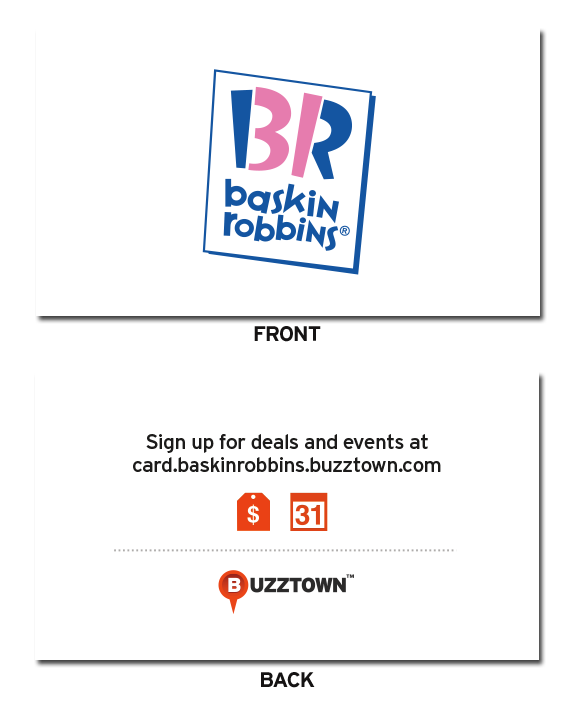 BR
baskin
robbins®
FRONT
Sign up for deals and events at
card.baskinrobbins.buzztown.com
$ 31
BUZZTOWN™
BACK